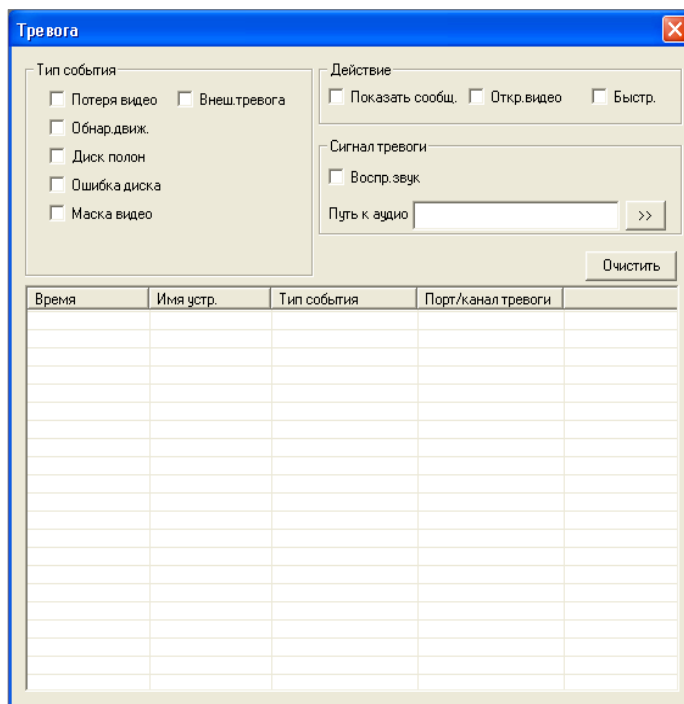 Тревога
Тип события
Потеря видео Внеш.тревога
Обнар.движ.
Диск полон
Ошибка диска
Маска видео
Действие
Показать сообщ. Откр.видео Быстр.
Сигнал тревоги
Воспр.звук
Путь к аудио >>
Очистить
Время Имя устр. Тип события Порт/канал тревоги